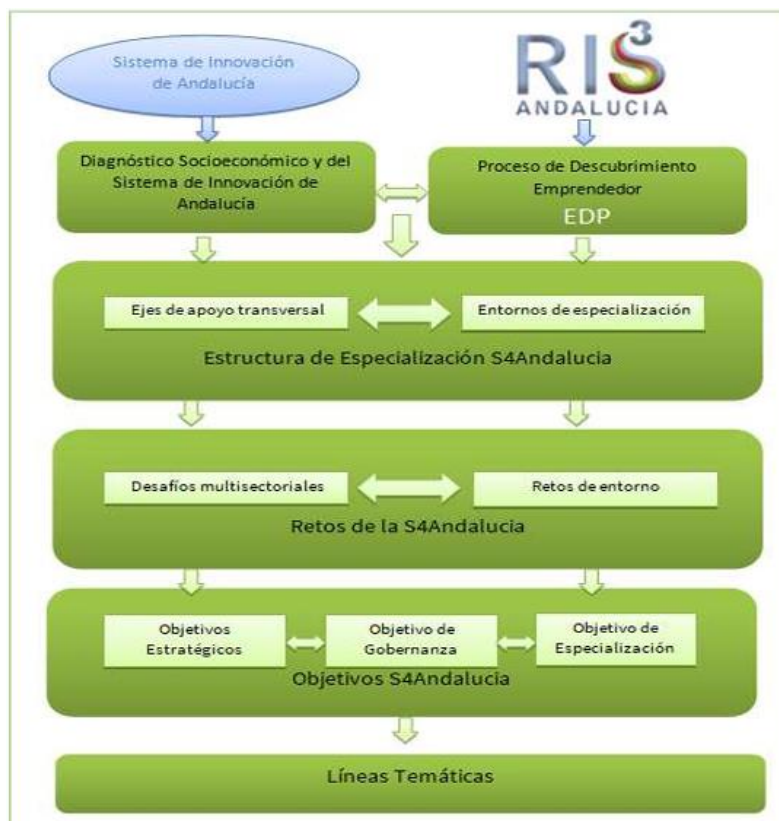 Sistema de Innovación
de Andalucía
RIS3
ANDALUCIA
Diagnóstico Socioeconómico y del
Sistema de Innovación de
Andalucía
Proceso de Descubrimiento
Emprendedor
EDP
Ejes de apoyo transversal
Entornos de especialización
Estructura de Especialización S4Andalucia
Desafíos multisectoriales
Retos de entorno
Retos de la S4Andalucia
Objetivos
Estratégicos
Objetivo de
Gobernanza
Objetivo de
Especialización
Objetivos S4Andalucia
Líneas Temáticas